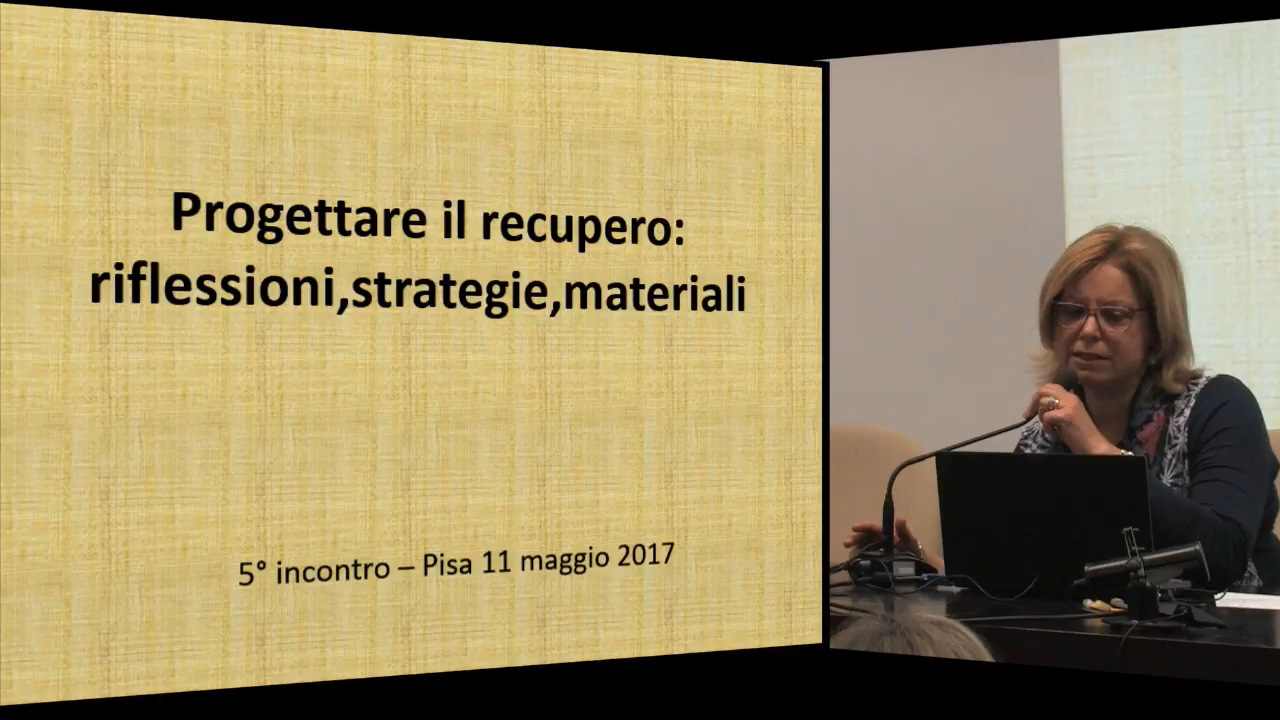 Progettare il recupero:
riflessioni,strategie,materiali
5° incontro – Pisa 11 maggio 2017